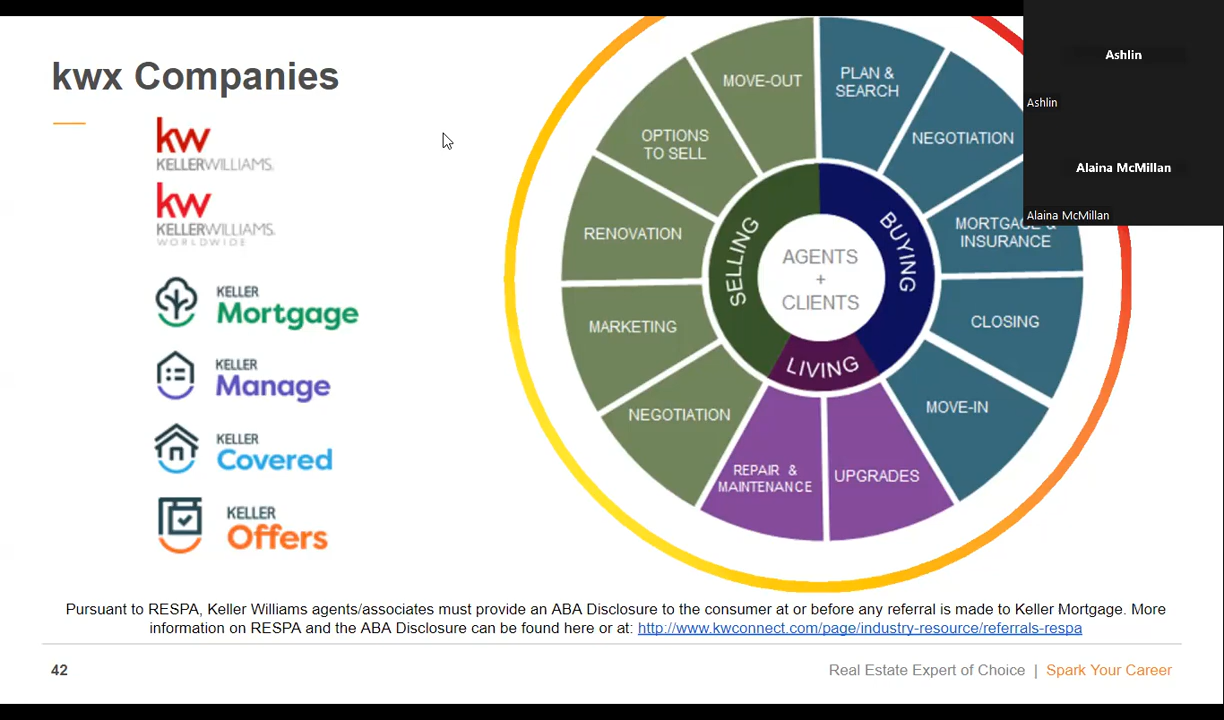 kwx Companies
kw
KELLERWILLIAMS.
kw
KELLERWILLIAMS.
WORLDWIDE
KELLER
Mortgage
KELLER
Manage
KELLER
Covered
KELLER
Offers
MOVE-OUT
PLAN &
SEARCH
OPTIONS
TO SELL
NEGOTIATION
RENOVATION
MORTGAGE &
INSURANCE
MARKETING
CLOSING
NEGOTIATION
MOVE-IN
REPAIR &
MAINTENANCE
UPGRADES
SELLING
BUYING
LIVING
AGENTS
+
CLIENTS
Ashlin
Ashlin
Alaina McMillan
Alaina McMillan
Pursuant to RESPA, Keller Williams agents/associates must provide an ABA Disclosure to the consumer at or before any referral is made to Keller Mortgage. More
information on RESPA and the ABA Disclosure can be found here or at: http://www.kwconnect.com/page/industry-resource/referrals-respa
42
Real Estate Expert of Choice | Spark Your Career